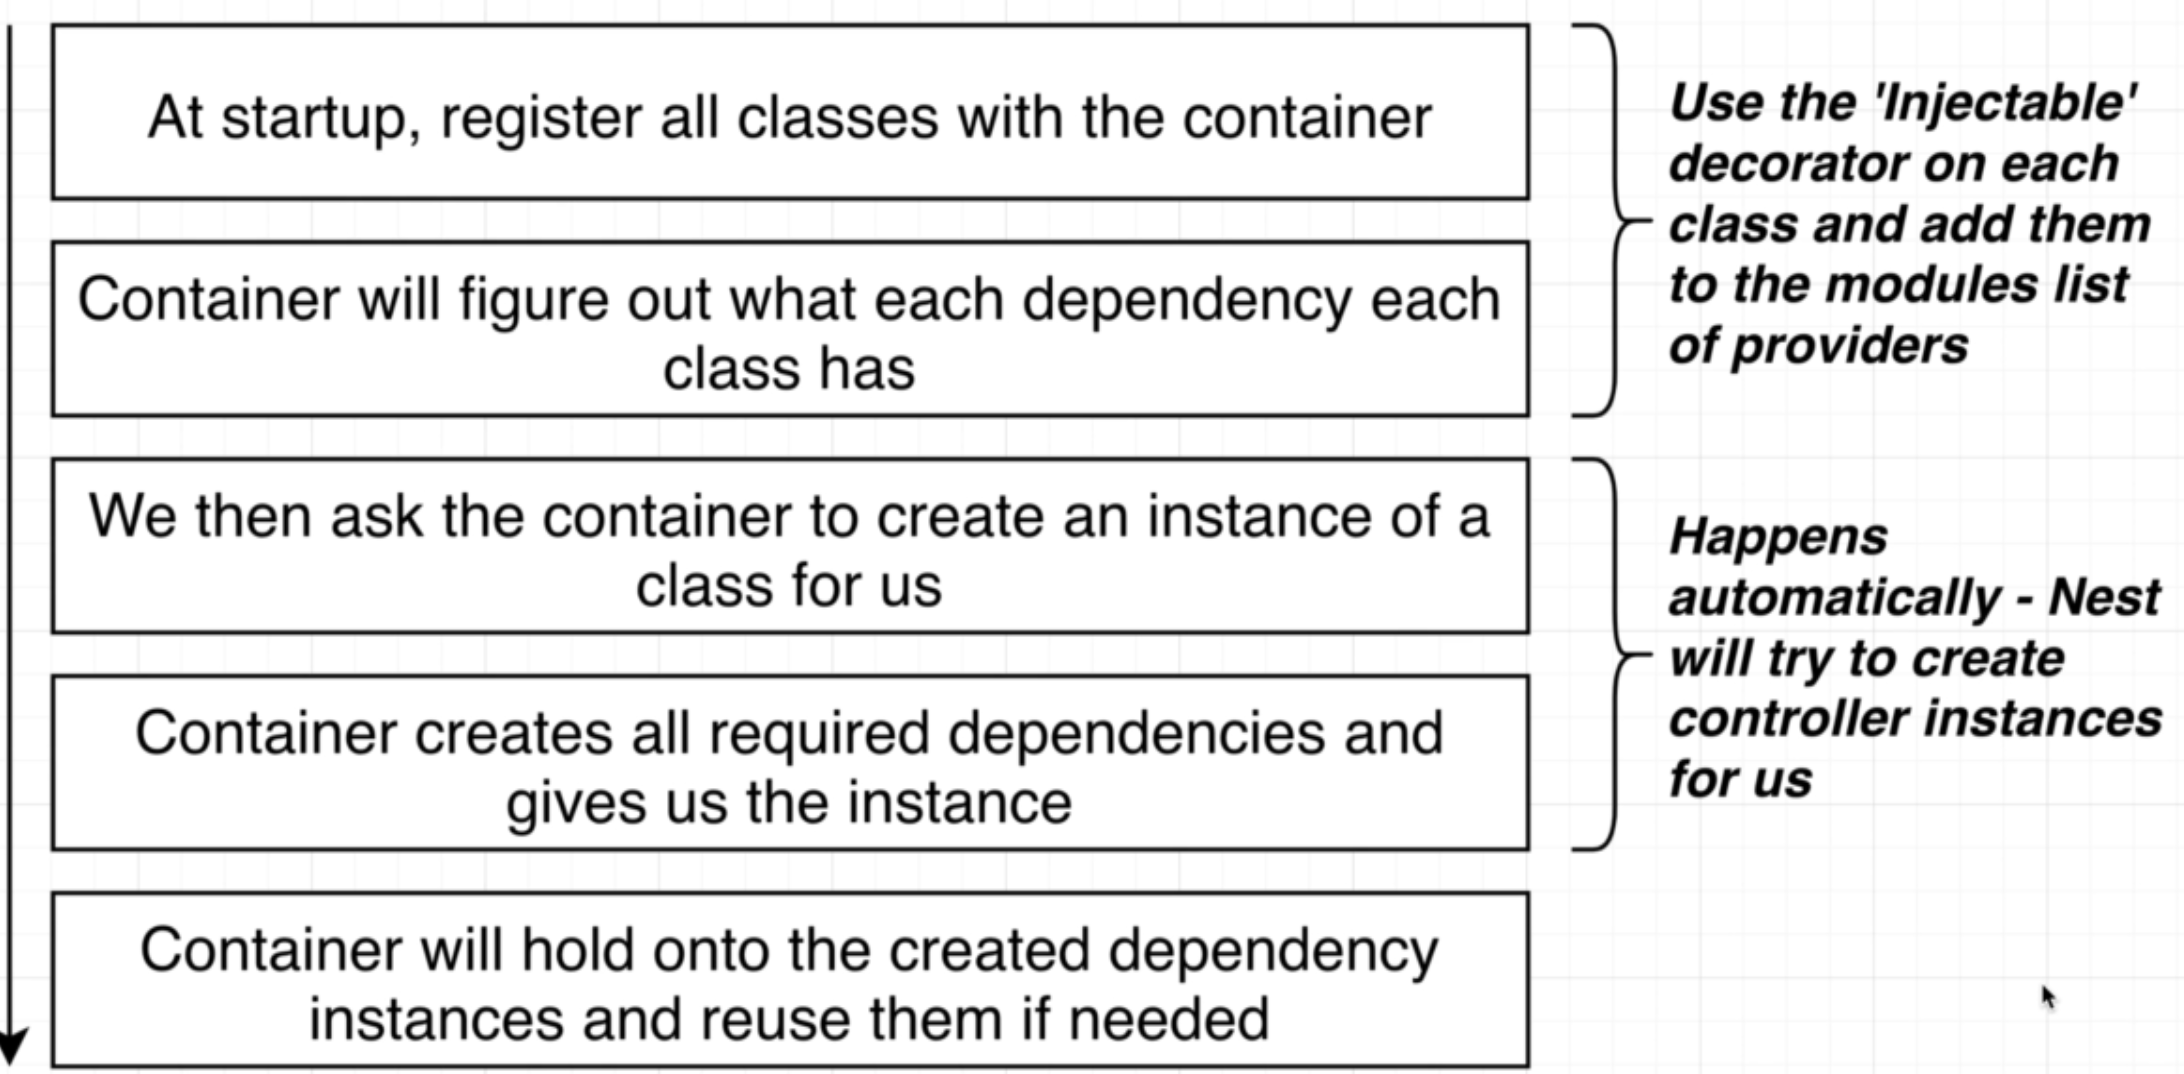 At startup, register all classes with the container
Container will figure out what each dependency each
class has
We then ask the container to create an instance of a
class for us
Container creates all required dependencies and
gives us the instance
Container will hold onto the created dependency
instances and reuse them if needed
Use the 'Injectable'
decorator on each
class and add them
to the modules list
of providers
Happens
automatically - Nest
will try to create
controller instances
for us